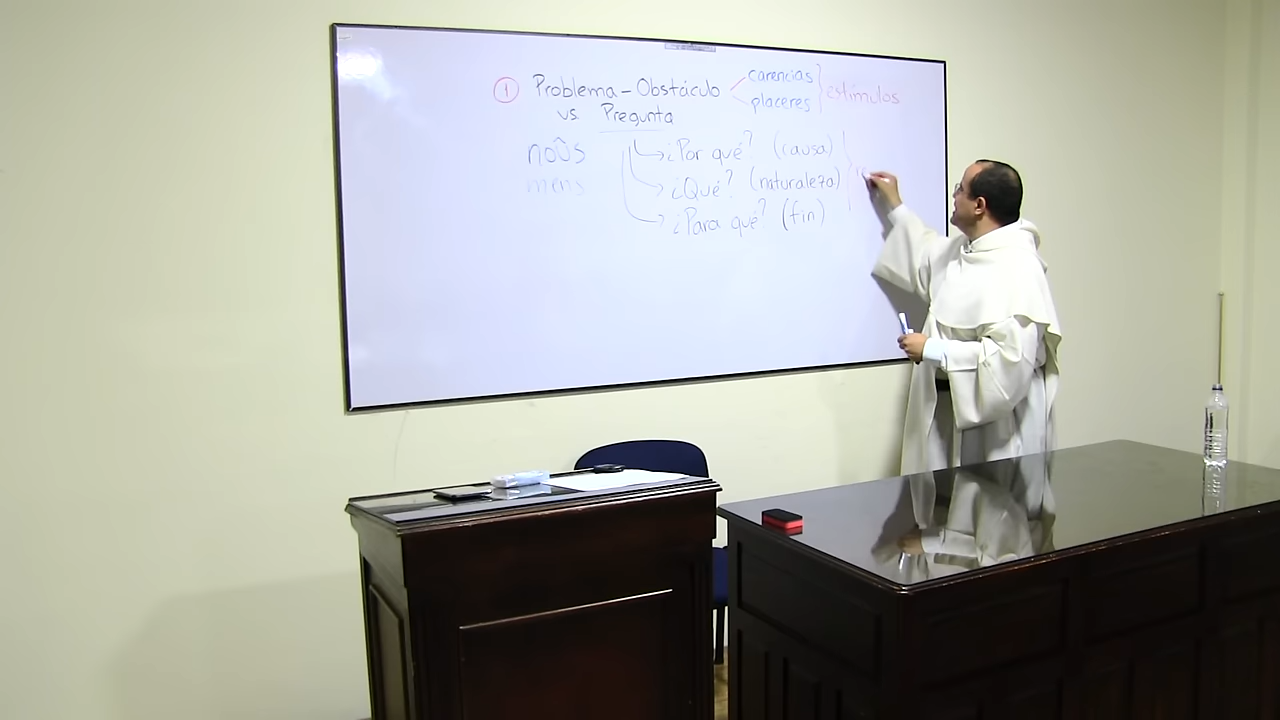 ① Problema – Obstáculo carencias
placeres } estímulos
vs. Pregunta
noûs
mens
¿Por qué? (causa)
¿Qué? (naturaleza)
¿Para qué? (fin)